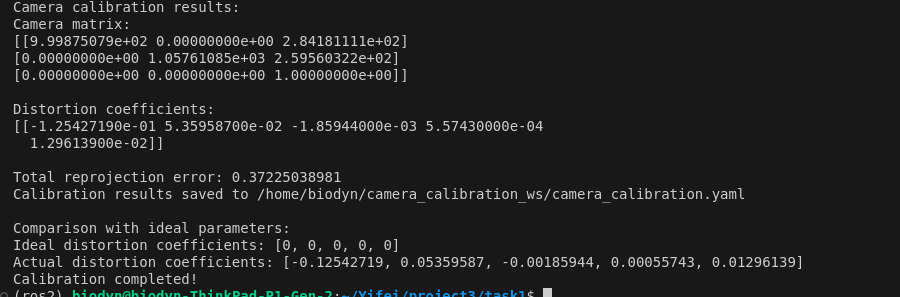 Camera calibration results:
Camera matrix:
[[9.99875079e+02 0.00000000e+00 2.84181111e+02]
[0.00000000e+00 1.05761085e+03 2.59560322e+02]
[0.00000000e+00 0.00000000e+00 1.00000000e+00]]
Distortion coefficients:
[[-1.25427190e-01 5.35958700e-02 -1.85944000e-03 5.57430000e-04
1.29613900e-02]]
Total reprojection error: 0.37225038981
Calibration results saved to /home/biodyn/camera_calibration_ws/camera_calibration.yaml
Comparison with ideal parameters:
Ideal distortion coefficients: [0, 0, 0, 0, 0]
Actual distortion coefficients: [-0.12542719, 0.05359587, -0.00185944, 0.00055743, 0.01296139]
Calibration completed!
(ros2) biodyn@biodyn-ThinkPad-P1-Gen-2:~/Yifei/project3/task1$